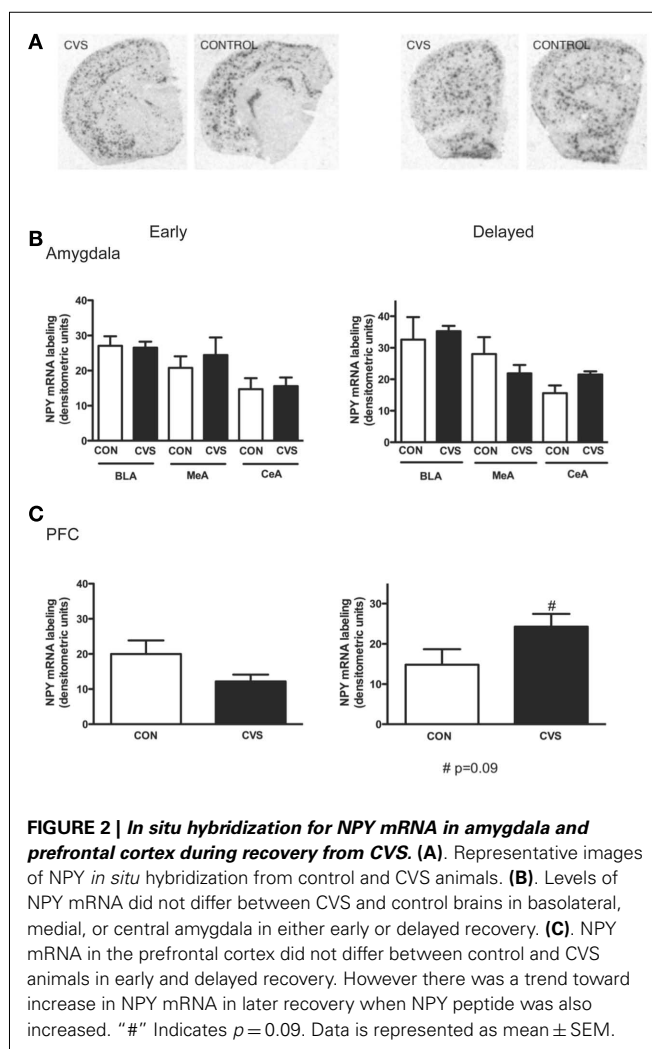 A
CVS
CONTROL
CVS
CONTROL
B
Early
Delayed
Amygdala
NPY mRNA labeling
(densitometric units)
40
30
20
10
0
CON CVS CON CVS CON CVS
BLA MeA CeA
NPY mRNA labeling
(densitometric units)
40
30
20
10
0
CON CVS CON CVS CON CVS
BLA MeA CeA
C
PFC
NPY mRNA labeling
(densitometric units)
40
30
20
10
0
CON CVS
NPY mRNA labeling
(densitometric units)
30
20
10
0
#
CON CVS
# p=0.09
FIGURE 2 | In situ hybridization for NPY mRNA in amygdala and
prefrontal cortex during recovery from CVS. (A). Representative images
of NPY in situ hybridization from control and CVS animals. (B). Levels of
NPY mRNA did not differ between CVS and control brains in basolateral,
medial, or central amygdala in either early or delayed recovery. (C). NPY
mRNA in the prefrontal cortex did not differ between control and CVS
animals in early and delayed recovery. However there was a trend toward
increase in NPY mRNA in later recovery when NPY peptide was also
increased. “#” Indicates p = 0.09. Data is represented as mean ± SEM.